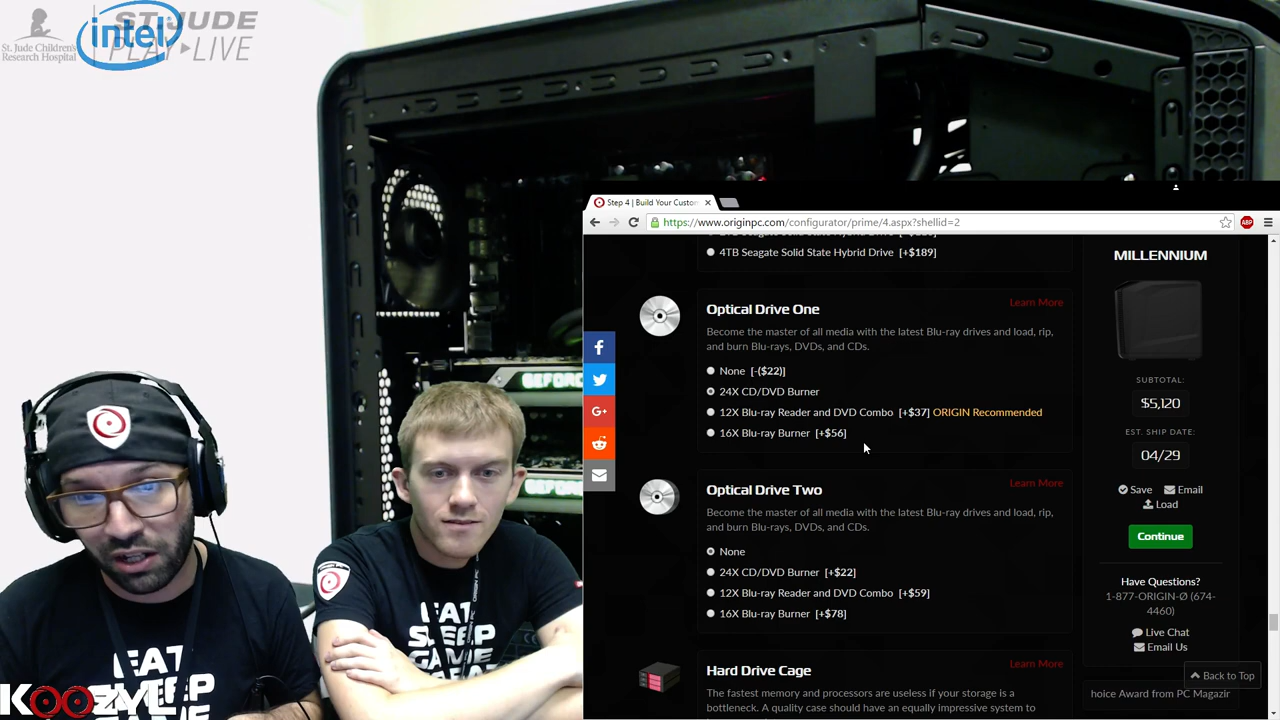 St. Jude Children's
Research Hospital
ST. JUDE
PLAY LIVE
intel
GEFORCE
EAT
SLEEP
GAME
EAT
SLEEP
GAME
REPEAT
KOOZYL
Step 4 | Build Your Custom
https://www.originpc.com/configurator/prime/4.aspx?shellid=2
ABP
4TB Seagate Solid State Hybrid Drive [+$189]
Optical Drive One
Learn More
Become the master of all media with the latest Blu-ray drives and load, rip,
and burn Blu-rays, DVDs, and CDs.
None [-($22)]
24X CD/DVD Burner
12X Blu-ray Reader and DVD Combo [+$37] ORIGIN Recommended
16X Blu-ray Burner [+$56]
Optical Drive Two
Learn More
Become the master of all media with the latest Blu-ray drives and load, rip,
and burn Blu-rays, DVDs, and CDs.
None
24X CD/DVD Burner [+$22]
12X Blu-ray Reader and DVD Combo [+$59]
16X Blu-ray Burner [+$78]
Hard Drive Cage
Learn More
The fastest memory and processors are useless if your storage is a
bottleneck. A quality case should have an equally impressive system to
MILLENNIUM
SUBTOTAL:
$5,120
EST. SHIP DATE:
04/29
Save Email
Load
Continue
Have Questions?
1-877-ORIGIN-Ø (674-
4460)
Live Chat
Email Us
Back to Top
hoice Award from PC Magazir